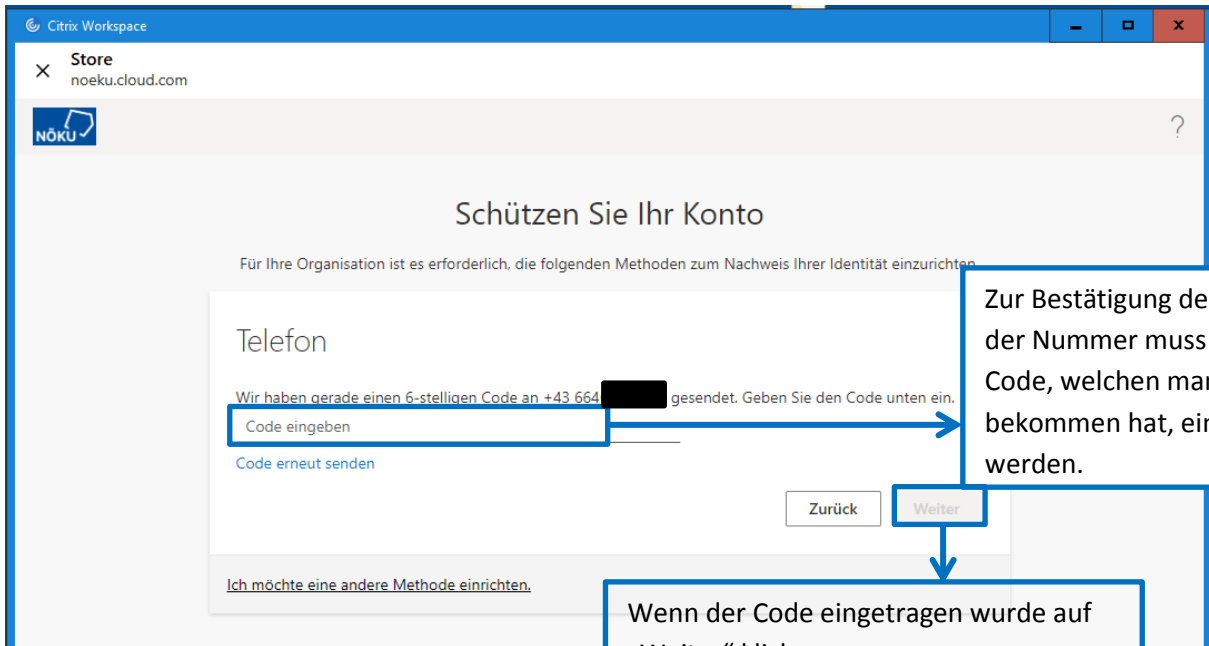 Citrix Workspace
Store
noeku.cloud.com
NÖKU
?
Schützen Sie Ihr Konto
Für Ihre Organisation ist es erforderlich, die folgenden Methoden zum Nachweis Ihrer Identität einzurichten
Telefon
Wir haben gerade einen 6-stelligen Code an +43 664 gesendet. Geben Sie den Code unten ein.
Code eingeben
Code erneut senden
Zurück Weiter
Ich möchte eine andere Methode einrichten.
Zur Bestätigung de
der Nummer muss
Code, welchen
bekommen hat,
werden.
Wenn der Code eingetragen wurde auf